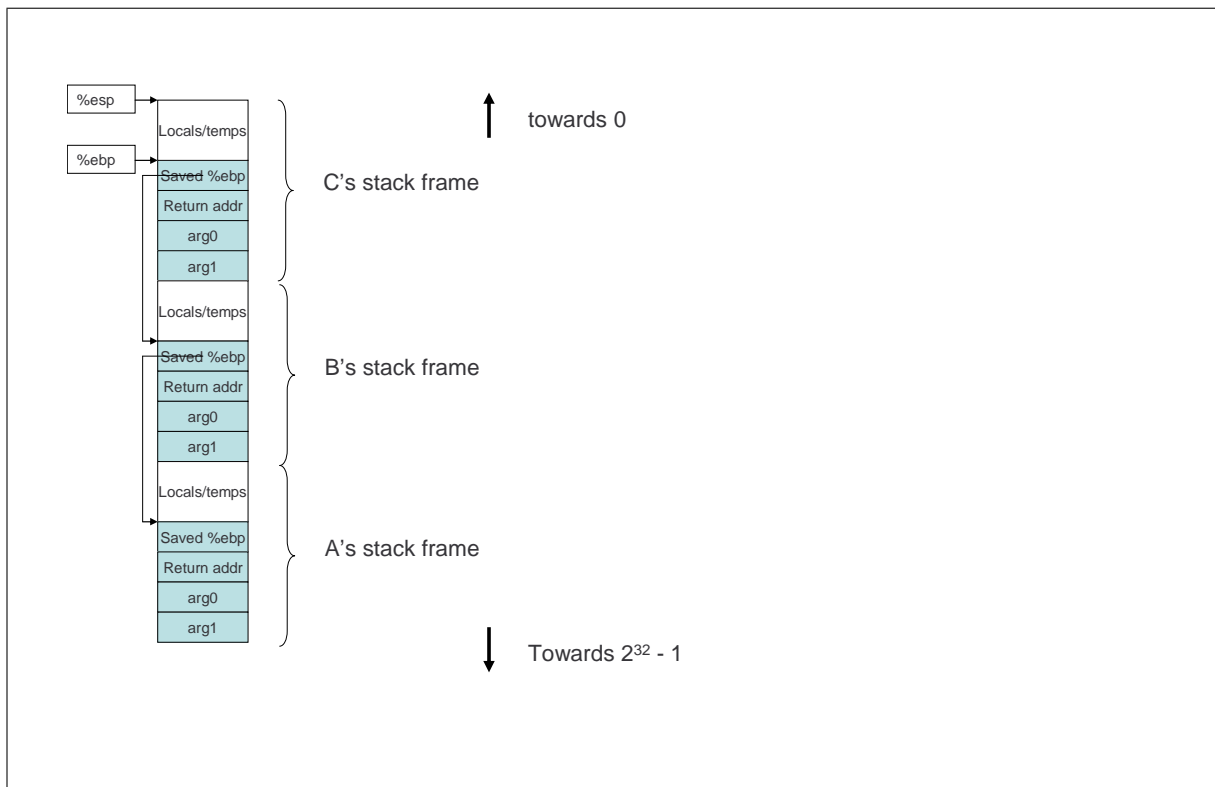 %esp
towards 0
Locals/temps
%ebp
Saved %ebp
C's stack frame
Return addr
arg0
arg1
Locals/temps
Saved %ebp
B's stack frame
Return addr
arg0
arg1
Locals/temps
Saved %ebp
A's stack frame
Return addr
arg0
arg1
Towards 2³² - 1